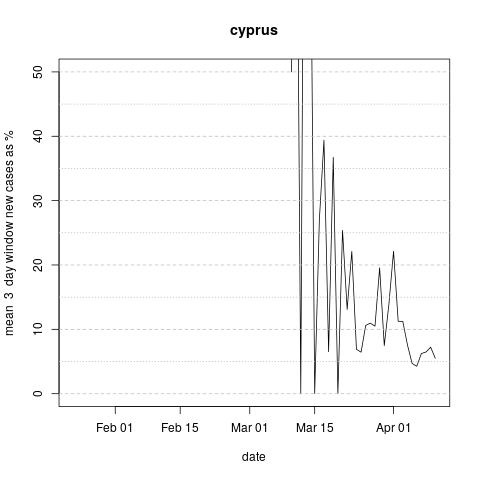 cyprus
mean 3 day window new cases as %
50
40
30
20
10
0
Feb 01
Feb 15
Mar 01
Mar 15
Apr 01
date